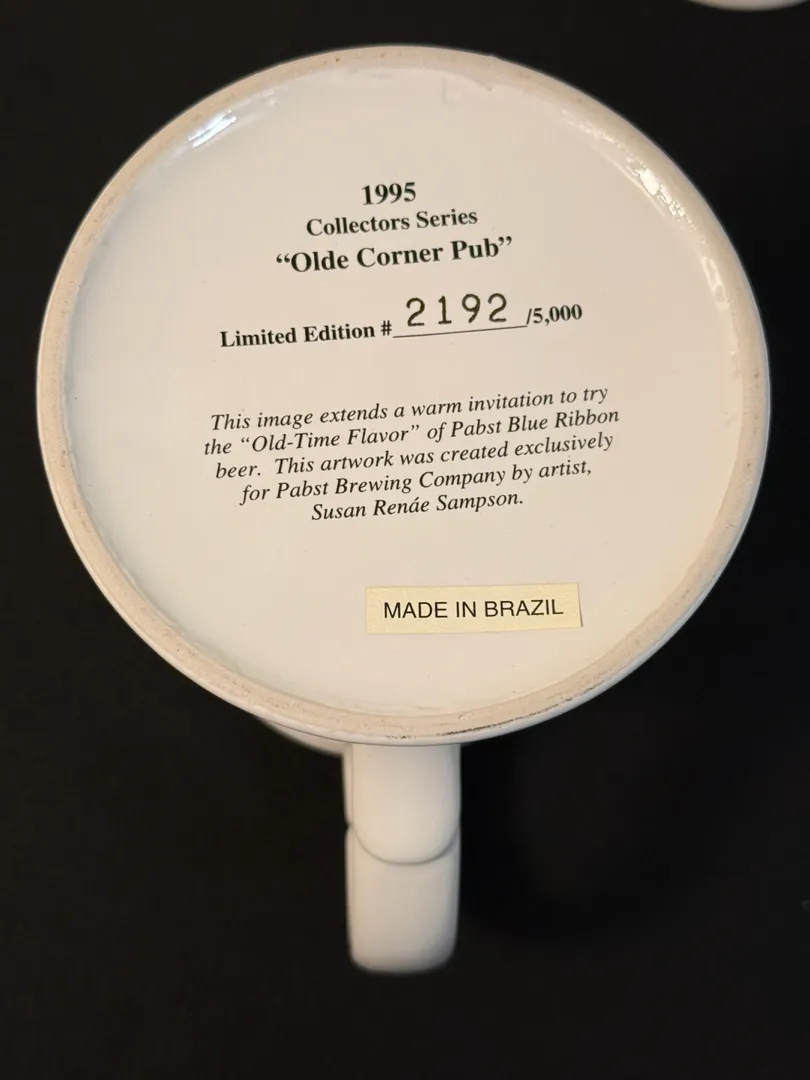 1995
Collectors Series
“Olde Corner Pub”
Limited Edition # 2192 /5,000
This image extends a warm invitation to try
the “Old-Time Flavor” of Pabst Blue Ribbon
beer. This artwork was created exclusively
for Pabst Brewing Company by artist,
Susan Renáe Sampson.
MADE IN BRAZIL